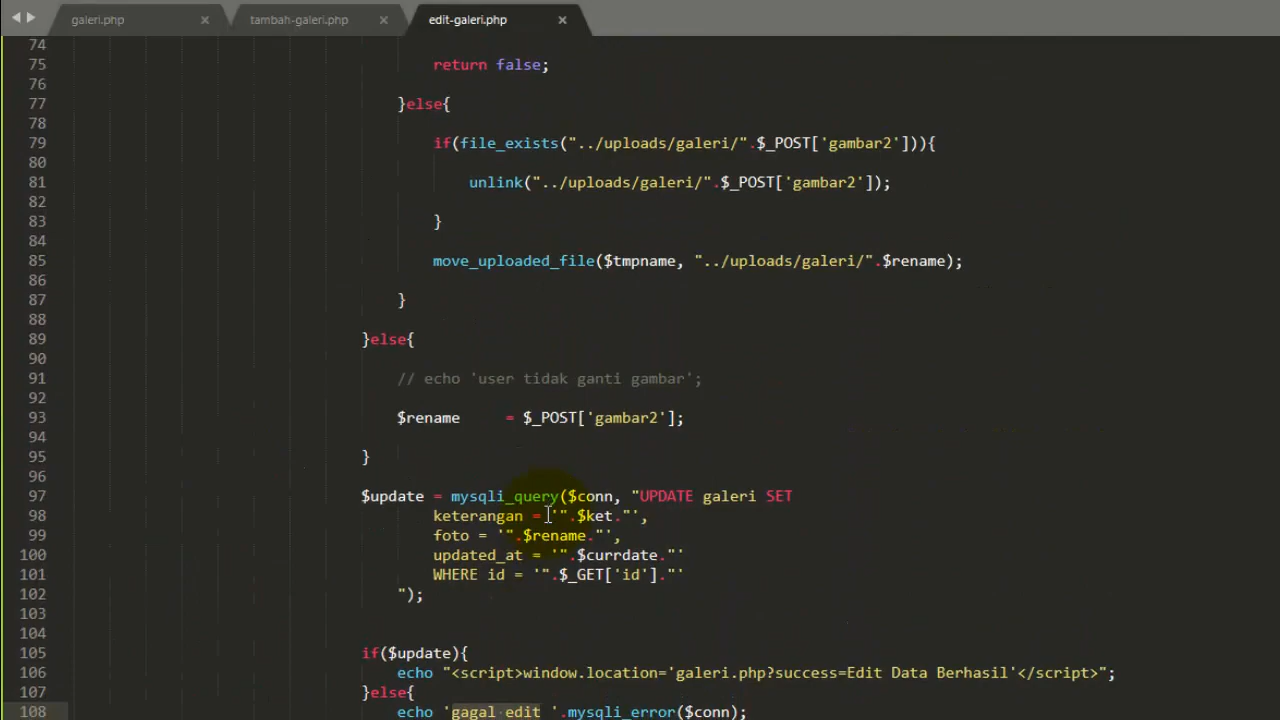 galeri.php × tambah-galeri.php × edit-galeri.php ×
74
75 return false;
76
77 }else{
78
79 if(file_exists("../uploads/galeri/".$_POST['gambar2'])){
80
81 unlink("../uploads/galeri/".$_POST['gambar2']);
82
83 }
84
85 move_uploaded_file($tmpname, "../uploads/galeri/".$rename);
86
87 }
88
89 }else{
90
91 // echo 'user tidak ganti gambar';
92
93 $rename = $_POST['gambar2'];
94
95 }
96
97 $update = mysqli_query($conn, "UPDATE galeri SET
98 keterangan = '".$ket."',
99 foto = '".$rename."',
100 updated_at = '".$currdate."'
101 WHERE id = '".$_GET['id']."'
102 ");
103
104
105 if($update){
106 echo "<script>window.location='galeri.php?success=Edit Data Berhasil'</script>";
107 }else{
108 echo 'gagal edit '.mysqli_error($conn);